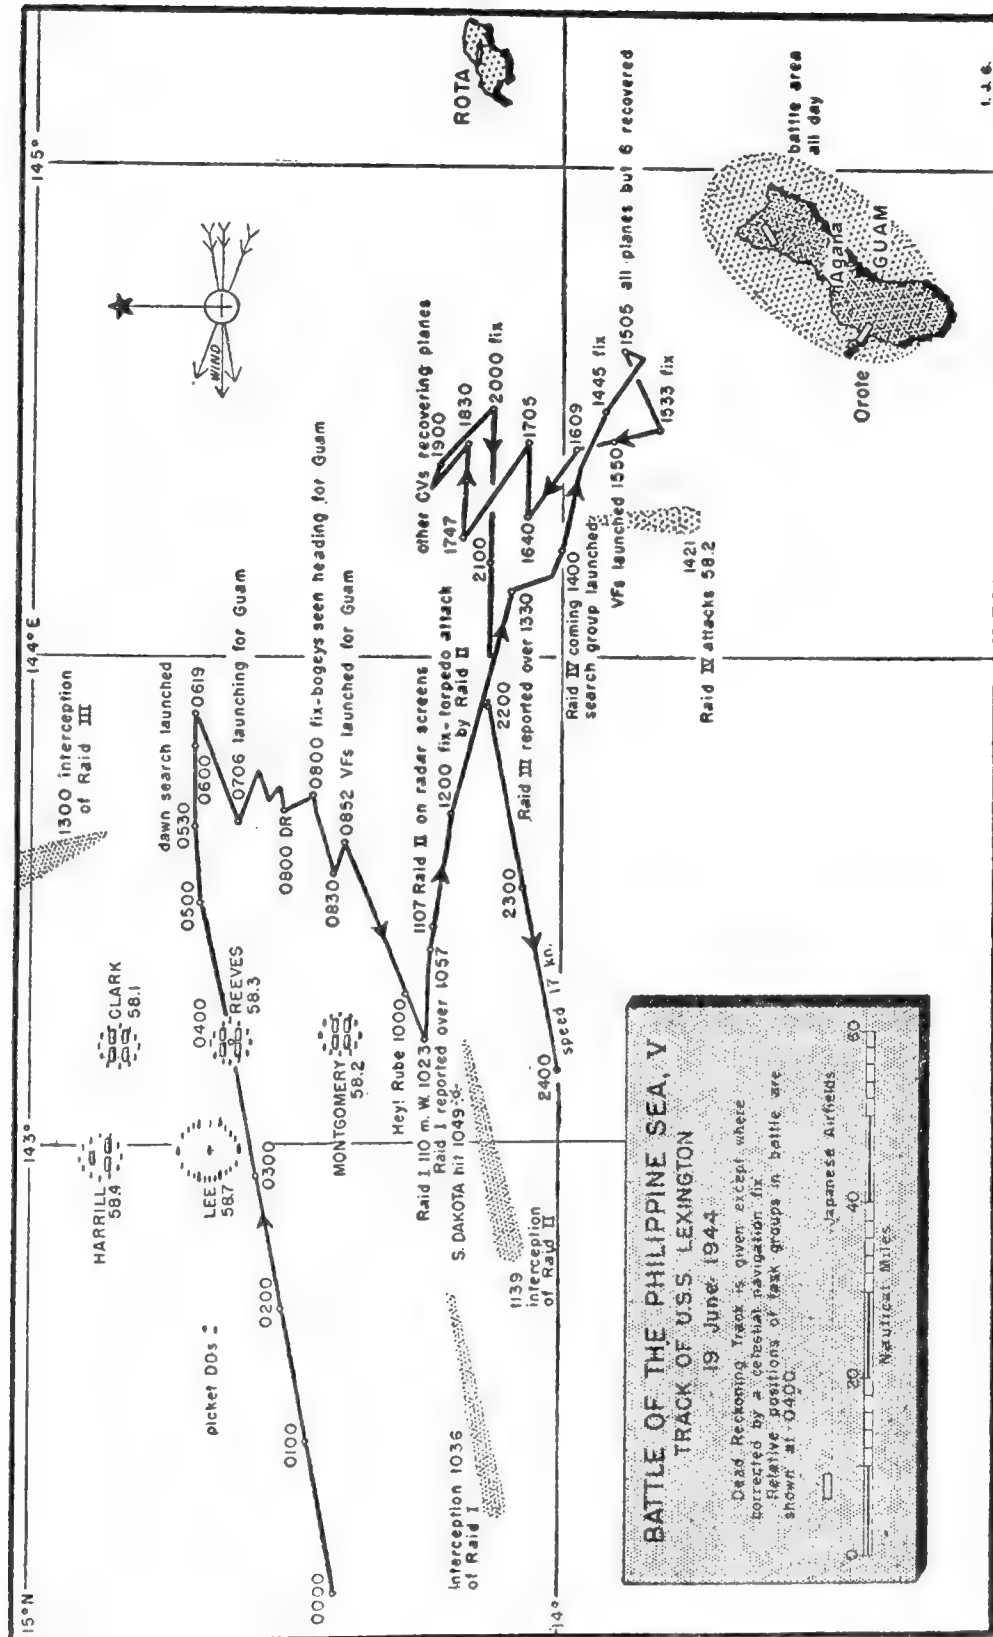 15°N
143°
144°E
145°
14°
ROTA
WIND
1300 interception
of Raid III
dawn search launched
0530
0600
0619
0500
0706 launching for Guam
0800 DR
0800 fix-bogeys seen heading for Guam
0830
0852 VFs launched for Guam
HARRILL
58.4
CLARK
58.1
0400
REEVES
58.3
LEE
58.7
MONTGOMERY
58.2
picket DDs
0000
0100
0200
0300
Hey! Rube 1000
Raid I 110 m. W. 1023
Raid I reported over 1057
S. DAKOTA hit 1049
1107 Raid II on radar screens
1200 fix-torpedo attack
by Raid II
Interception 1036
of Raid I
1139
interception
of Raid II
other CVs recovering planes
1900
1830
2000 fix
1747
1705
2100
1640
1609
1445 fix
1505 all planes but 6 recovered
1533 fix
2200
Raid III reported over 1330
Raid IV coming 1400
search group launched
VFs launched 1550
1421
Raid IV attacks 58.2
2300
2400
speed 17 kn.
battle area
all day
Agana
GUAM
Orote
BATTLE OF THE PHILIPPINE SEA, V
TRACK OF U.S.S. LEXINGTON
19 June 1944
Dead Reckoning Track is given except where
corrected by a celestial navigation fix
Relative positions of task groups in battle are
shown at 0400
Japanese Airfields
0
20
40
60
Nautical Miles